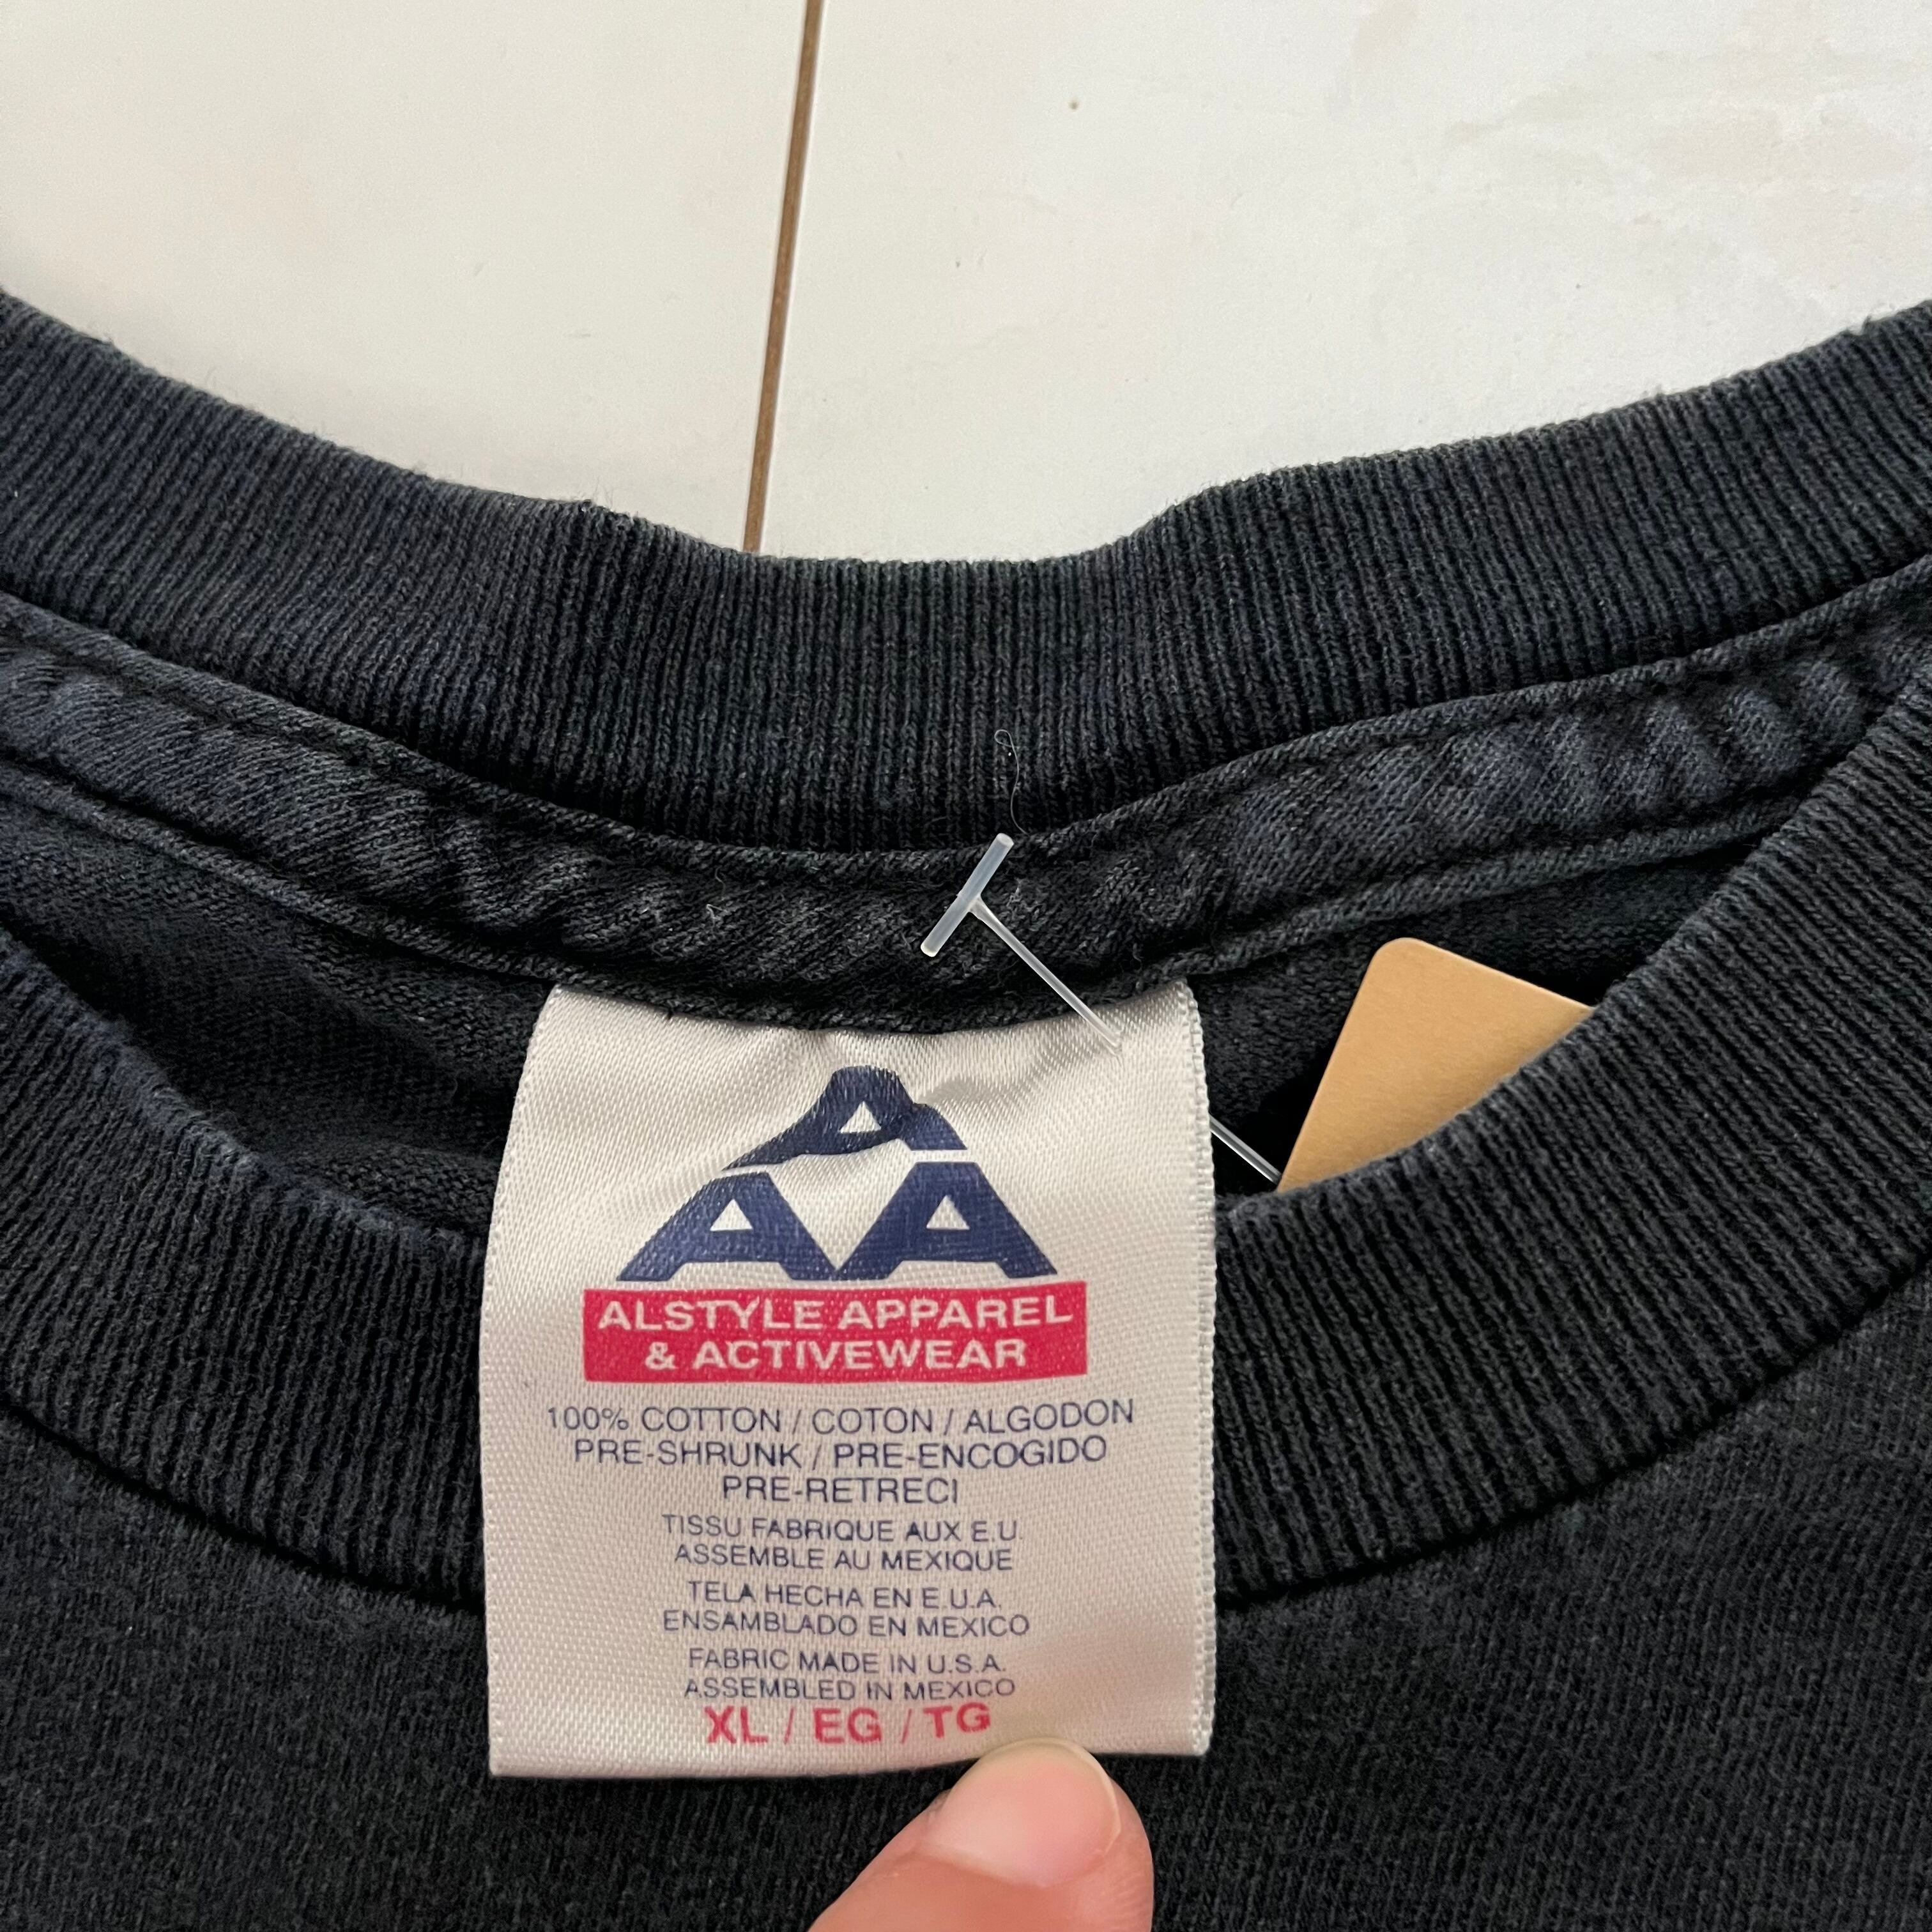 A
AA
ALSTYLE APPAREL
& ACTIVEWEAR
100% COTTON / COTON / ALGODON
PRE-SHRUNK / PRE-ENCOGIDO
PRE-RETRECI
TISSU FABRIQUE AUX E.U.
ASSEMBLE AU MEXIQUE
TELA HECHA EN E.U.A.
ENSAMBLADO EN MEXICO
FABRIC MADE IN U.S.A.
ASSEMBLED IN MEXICO
XL / EG / TG